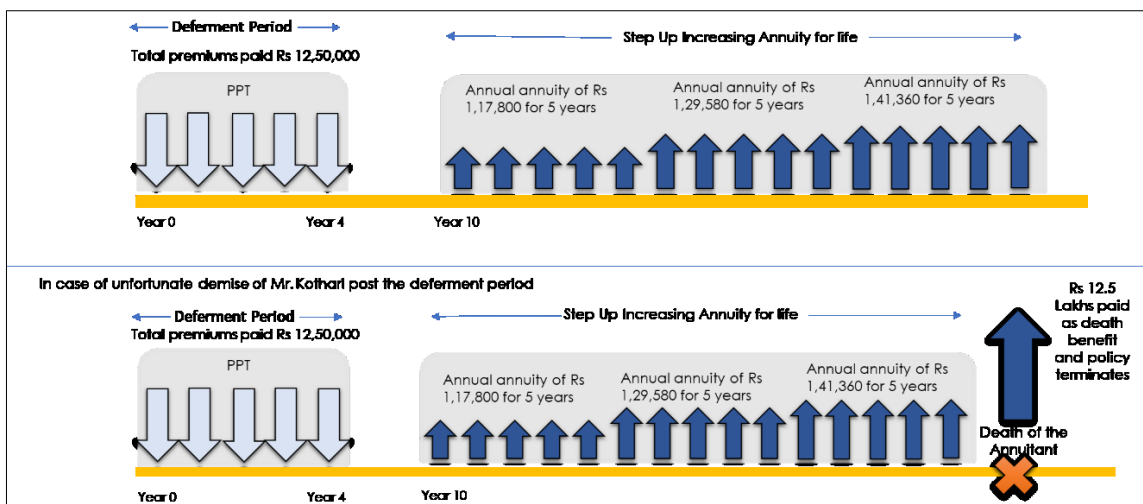 Deferment Period
Total premiums paid Rs 12,50,000
PPT
Step Up Increasing Annuity for life
Annual annuity of Rs
1,17,800 for 5 years
Annual annuity of Rs
1,29,580 for 5 years
Annual annuity of Rs
1,41,360 for 5 years
Year 0
Year 4
Year 10
In case of unfortunate demise of Mr. Kothari post the deferment period
Deferment Period
Total premiums paid Rs 12,50,000
PPT
Step Up Increasing Annuity for life
Annual annuity of Rs
1,17,800 for 5 years
Annual annuity of Rs
1,29,580 for 5 years
Annual annuity of Rs
1,41,360 for 5 years
Rs 12.5
Lakhs paid
as death
benefit
and policy
terminates
Death of the
Annuitant
Year 0
Year 4
Year 10